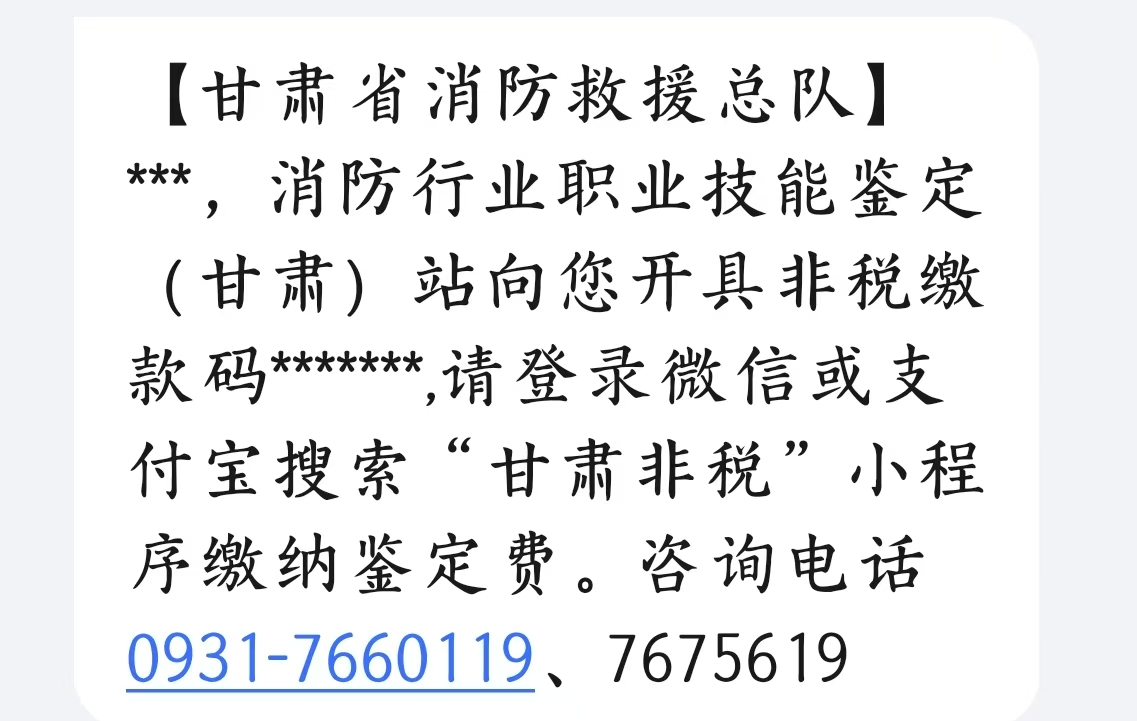 【甘肃省消防救援总队】
***，消防行业职业技能鉴定
（甘肃）站向您开具非税缴
款码*******,请登录微信或支
付宝搜索“甘肃非税”小程
序缴纳鉴定费。咨询电话
0931-7660119、7675619